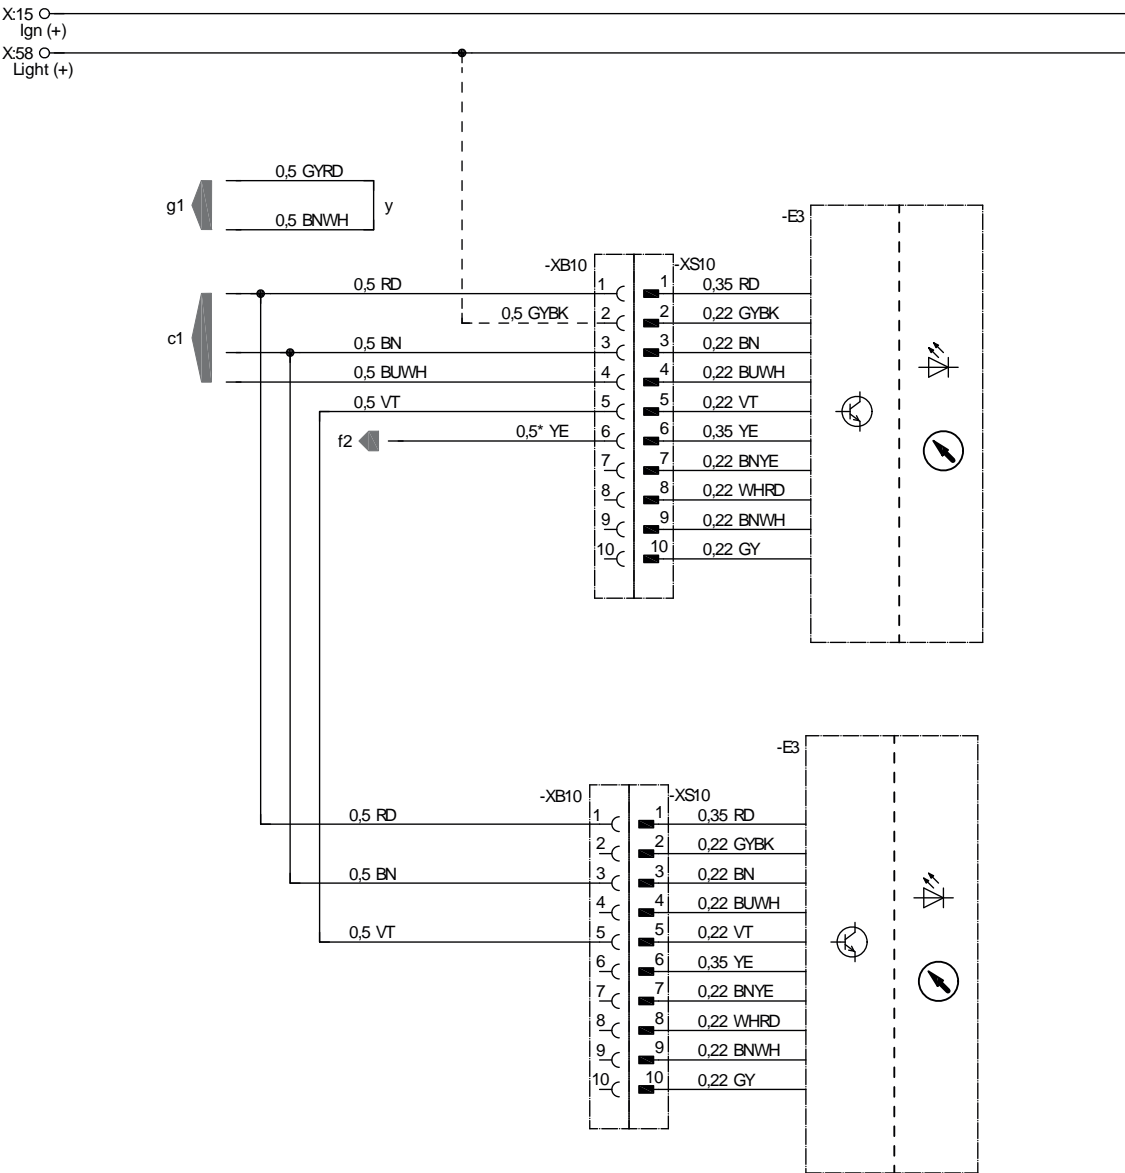 X:15
Ign (+)
X:58
Light (+)
0,5 GYRD
g1
y
0,5 BNWH
-E3
-XB10
-XS10
0,5 RD
1
1
0,35 RD
0,5 GYBK
2
2
0,22 GYBK
c1
0,5 BN
3
3
0,22 BN
0,5 BUWH
4
4
0,22 BUWH
0,5 VT
5
5
0,22 VT
f2
0,5* YE
6
6
0,35 YE
7
7
0,22 BNYE
8
8
0,22 WHRD
9
9
0,22 BNWH
10
10
0,22 GY
-E3
-XB10
-XS10
0,5 RD
1
1
0,35 RD
2
2
0,22 GYBK
0,5 BN
3
3
0,22 BN
4
4
0,22 BUWH
0,5 VT
5
5
0,22 VT
6
6
0,35 YE
7
7
0,22 BNYE
8
8
0,22 WHRD
9
9
0,22 BNWH
10
10
0,22 GY